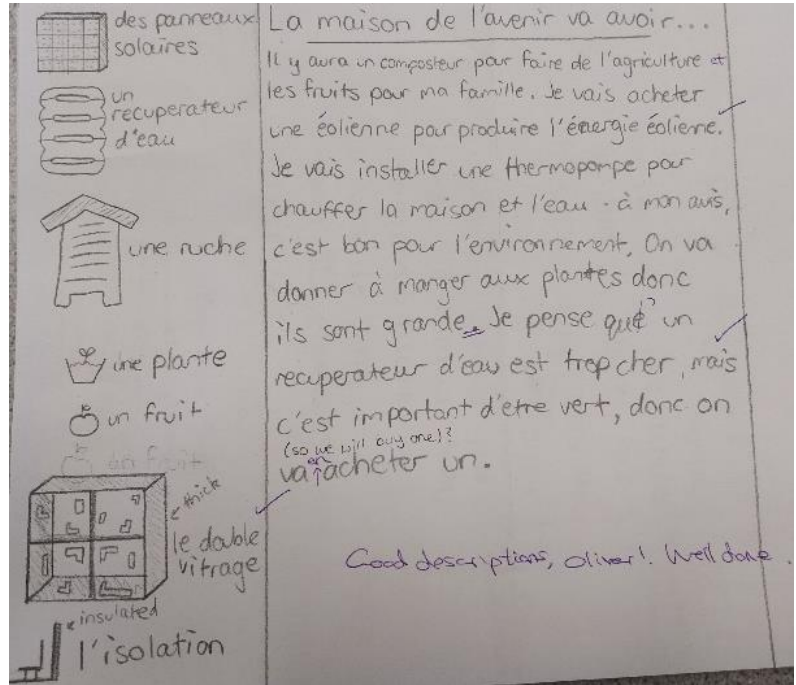 des panneaux
solaires
un
recuperateur
d'eau
une ruche
une plante
un fruit
un fruit
thick
le double
vitrage
insulated
l'isolation
La maison de l'avenir va avoir...
Il y aura un composteur pour faire de l'agriculture et
les fruits pour ma famille. Je vais acheter
une éolienne pour produire l'énergie éolienne.
Je vais installer une thermopompe pour
chauffer la maison et l'eau - à mon avis,
c'est bon pour l'environnement. On va
donner à manger aux plantes donc
ils sont grande. Je pense que un
recuperateur d'eau est trop cher, mais
c'est important d'etre vert, donc on
(so we will buy one)?
va en acheter un.
Good descriptions, Oliver! Well done.